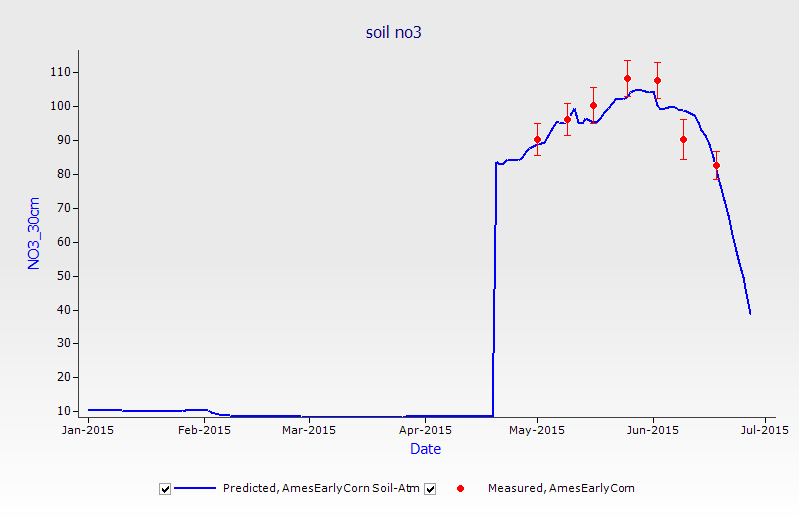 soil no3
110
100
90
80
70
60
50
40
30
20
10
NO3_30cm
Jan-2015 Feb-2015 Mar-2015 Apr-2015 May-2015 Jun-2015 Jul-2015
Date
Predicted, AmesEarlyCorn Soil-Atm Measured, AmesEarlyCorn